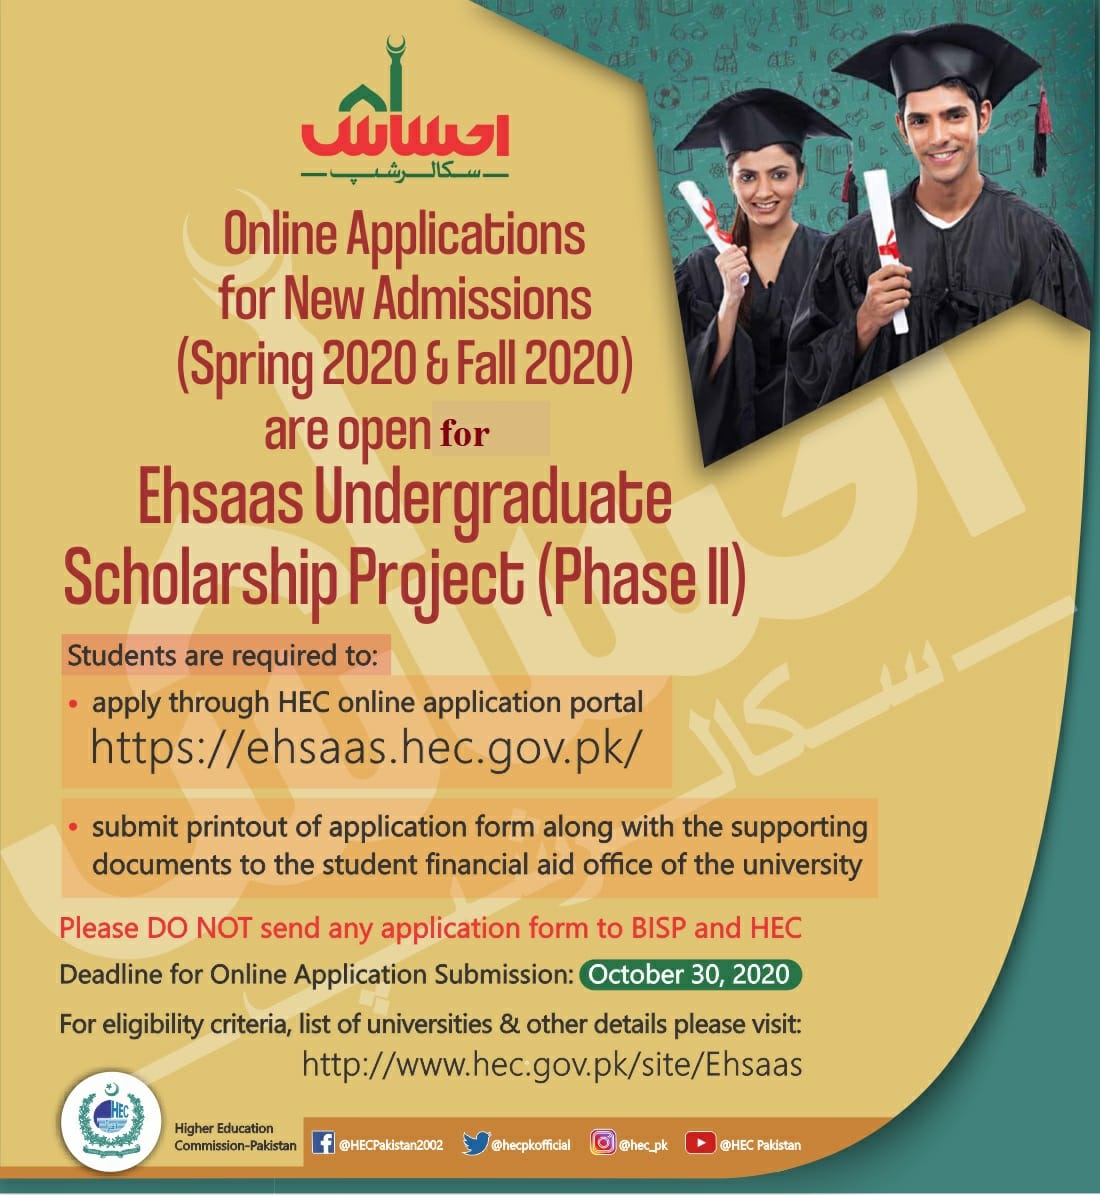 احساس
سکالرشپ
Online Applications
for New Admissions
(Spring 2020 & Fall 2020)
are open for
Ehsaas Undergraduate
Scholarship Project (Phase II)
Students are required to:
• apply through HEC online application portal
https://ehsaas.hec.gov.pk/
• submit printout of application form along with the supporting
documents to the student financial aid office of the university
Please DO NOT send any application form to BISP and HEC
Deadline for Online Application Submission: October 30, 2020
For eligibility criteria, list of universities & other details please visit:
http://www.hec.gov.pk/site/Ehsaas
HEC
Higher Education
Commission-Pakistan
@HECPakistan2002 @hecpkofficial @hec_pk @HEC Pakistan